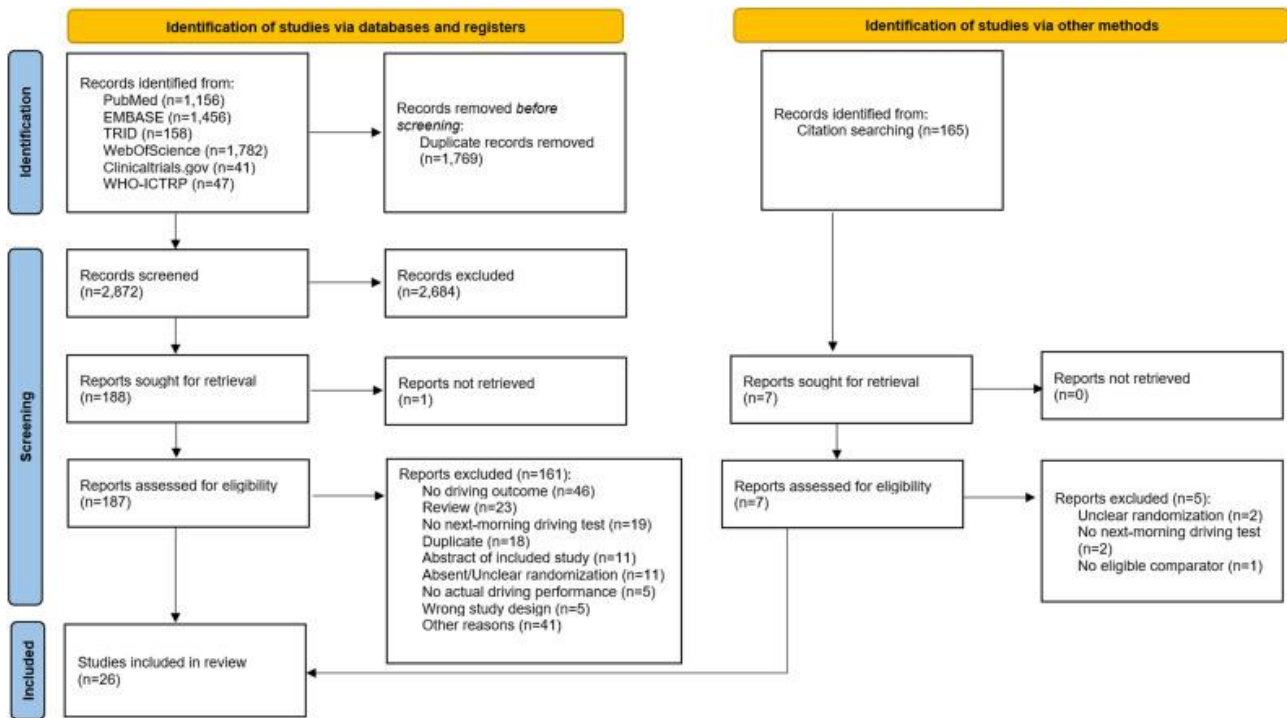 Identification of studies via databases and registers
Identification of studies via other methods
Identification
Records identified from:
PubMed (n=1,156)
EMBASE (n=1,456)
TRID (n=158)
WebOfScience (n=1,782)
Clinicaltrials.gov (n=41)
WHO-ICTRP (n=47)
Records removed before
screening:
Duplicate records removed
(n=1,769)
Records identified from:
Citation searching (n=165)
Screening
Records screened
(n=2,872)
Records excluded
(n=2,684)
Reports sought for retrieval
(n=188)
Reports not retrieved
(n=1)
Reports sought for retrieval
(n=7)
Reports not retrieved
(n=0)
Reports assessed for eligibility
(n=187)
Reports excluded (n=161):
No driving outcome (n=46)
Review (n=23)
No next-morning driving test (n=19)
Duplicate (n=18)
Abstract of included study (n=11)
Absent/Unclear randomization (n=11)
No actual driving performance (n=5)
Wrong study design (n=5)
Other reasons (n=41)
Reports assessed for eligibility
(n=7)
Reports excluded (n=5):
Unclear randomization (n=2)
No next-morning driving test
(n=2)
No eligible comparator (n=1)
Included
Studies included in review
(n=26)